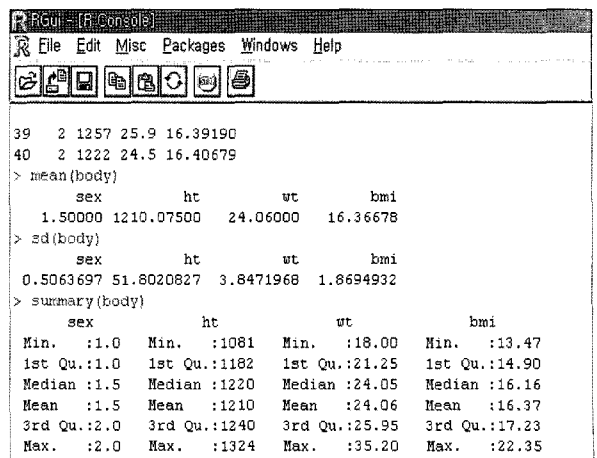 RGui - [R Console]
File Edit Misc Packages Windows Help
39 2 1257 25.9 16.39190
40 2 1222 24.5 16.40679
> mean(body)
sex ht wt bmi
1.50000 1210.07500 24.06000 16.36678
> sd(body)
sex ht wt bmi
0.5063697 51.8020827 3.8471968 1.8694932
> summary(body)
sex ht wt bmi
Min. :1.0 Min. :1081 Min. :18.00 Min. :13.47
1st Qu.:1.0 1st Qu.:1182 1st Qu.:21.25 1st Qu.:14.90
Median :1.5 Median :1220 Median :24.05 Median :16.16
Mean :1.5 Mean :1210 Mean :24.06 Mean :16.37
3rd Qu.:2.0 3rd Qu.:1240 3rd Qu.:25.95 3rd Qu.:17.23
Max. :2.0 Max. :1324 Max. :35.20 Max. :22.35